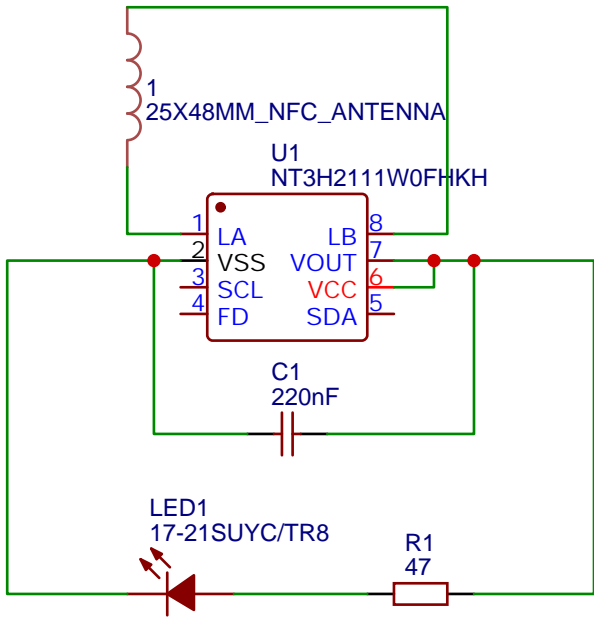 1
25X48MM_NFC_ANTENNA
U1
NT3H2111W0FHKH
1 LA LB 8
2 VSS VOUT 7
3 SCL VCC 6
4 FD SDA 5
C1
220nF
LED1
17-21SUYC/TR8
R1
47